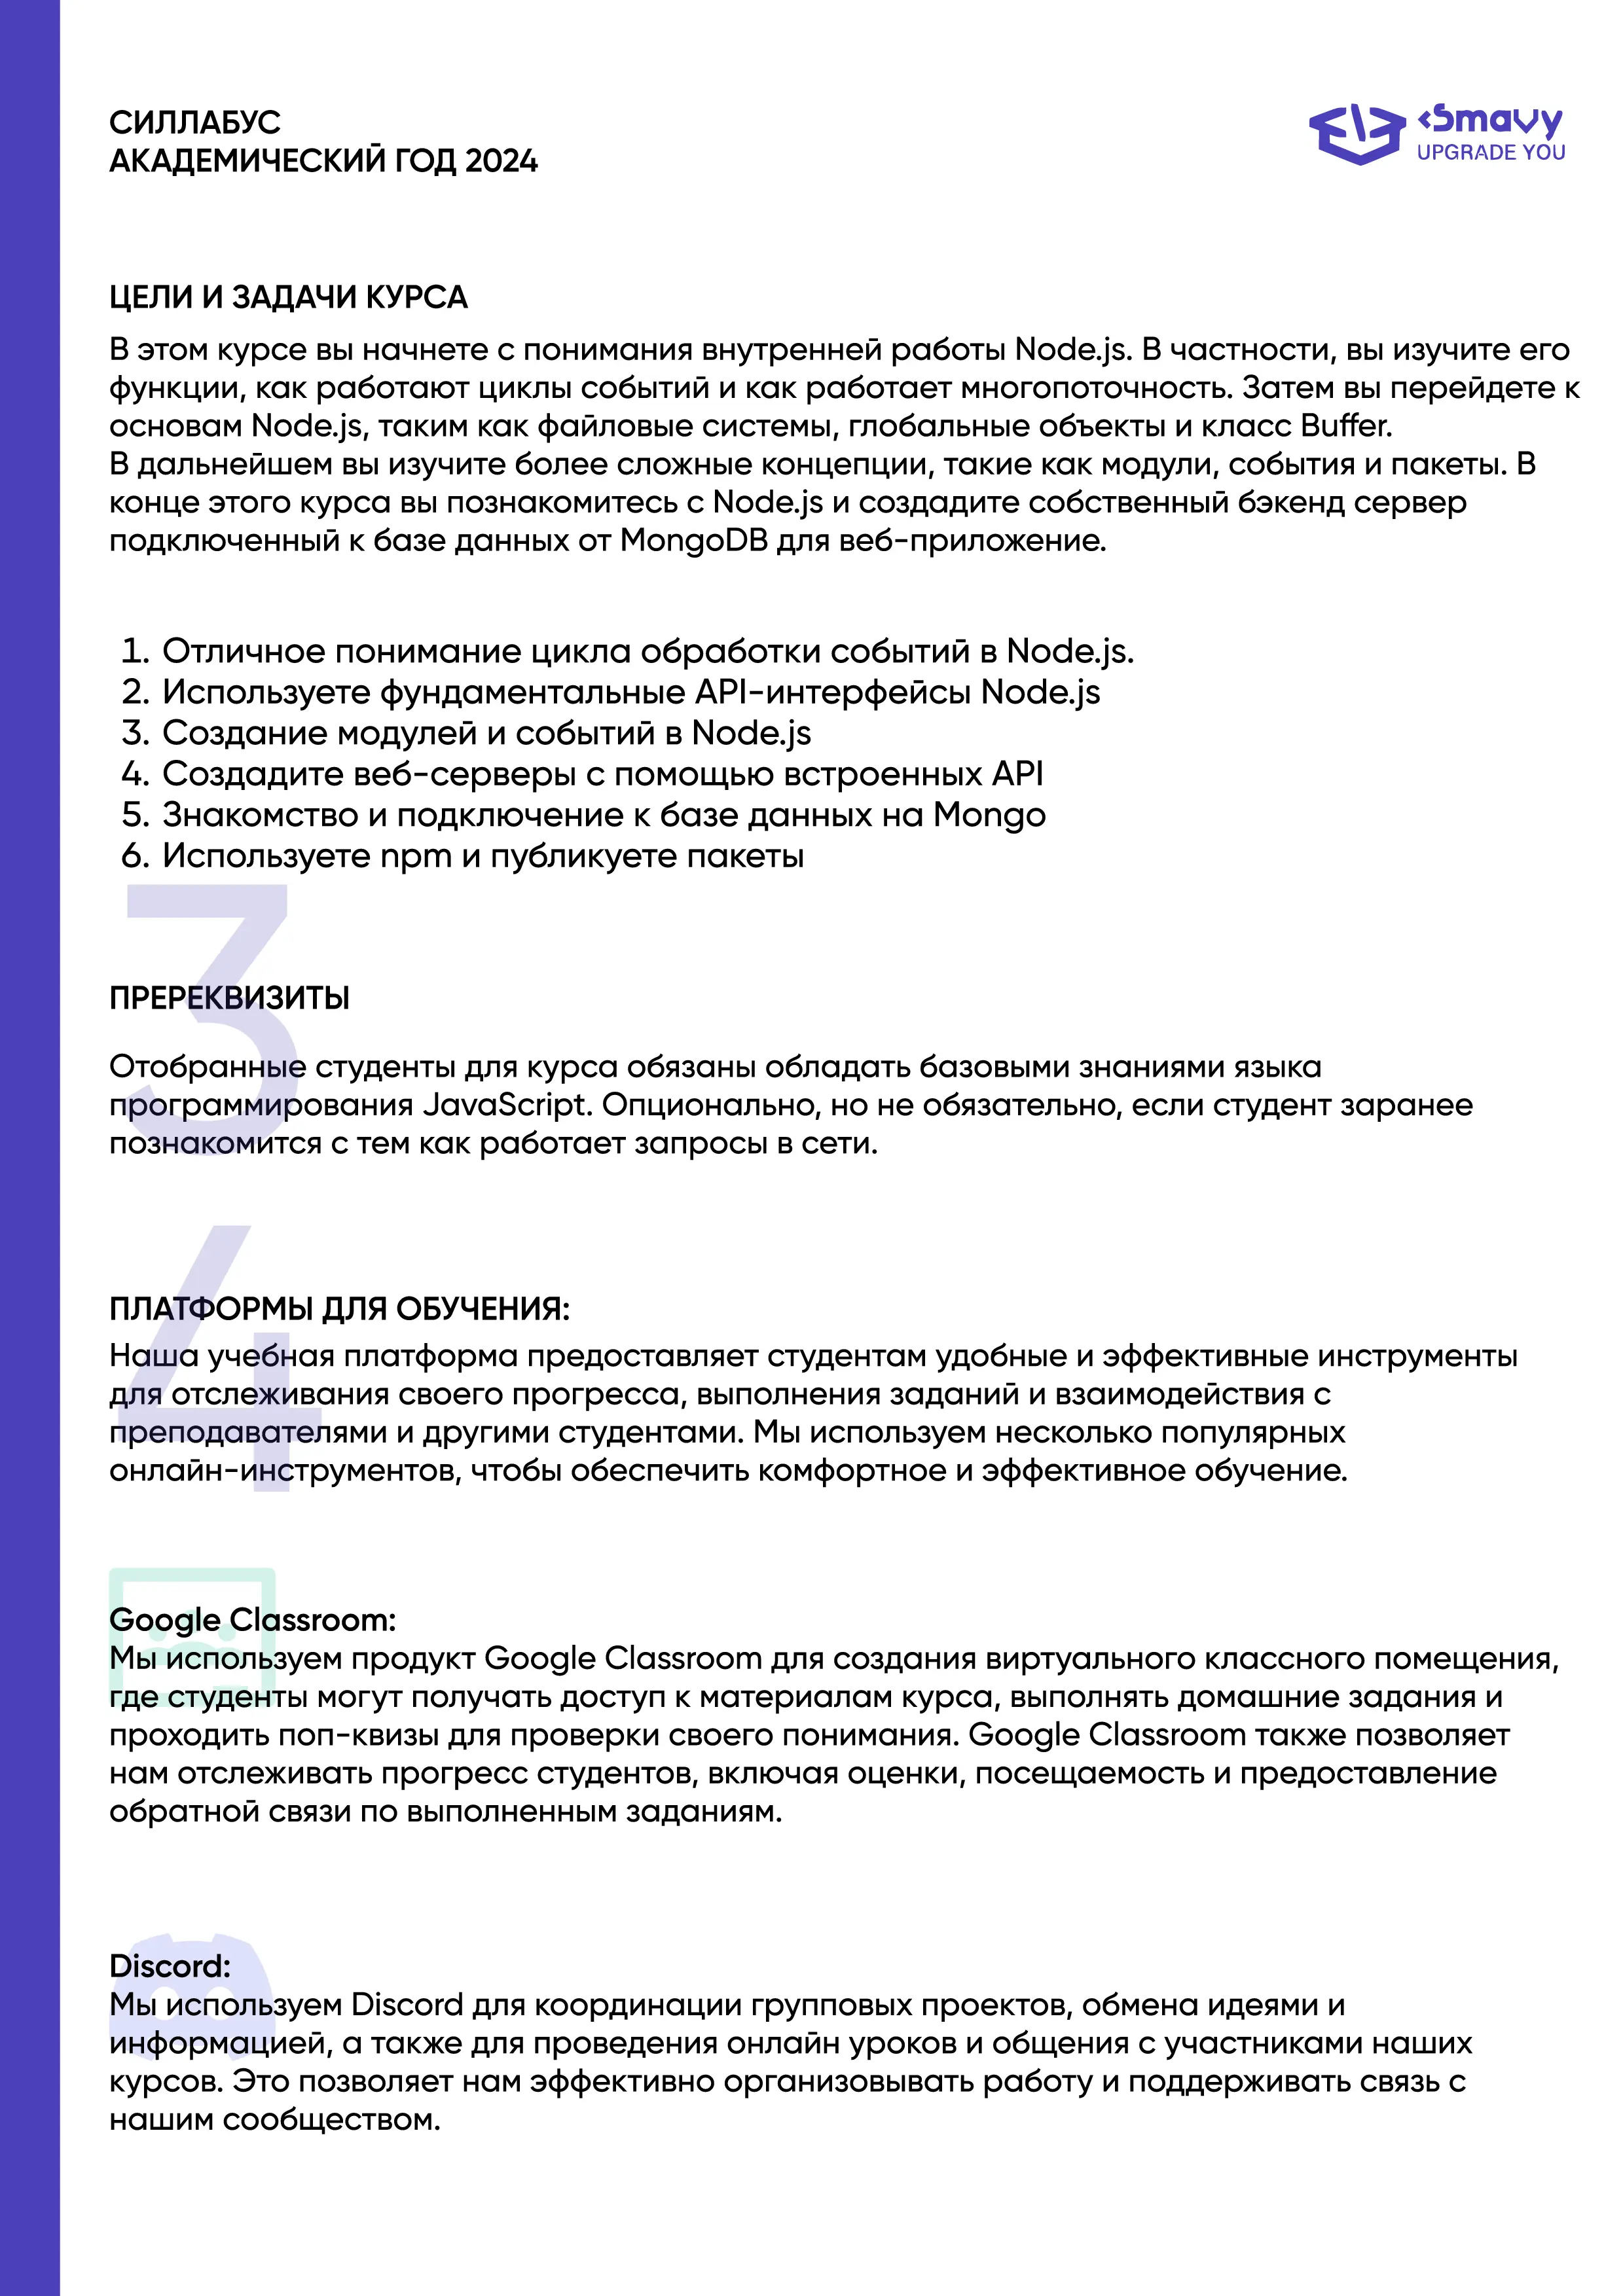 СИЛЛАБУС
АКАДЕМИЧЕСКИЙ ГОД 2024
Smavy
UPGRADE YOU
ЦЕЛИ И ЗАДАЧИ КУРСА
В этом курсе вы начнете с понимания внутренней работы Node.js. В частности, вы изучите его
функции, как работают циклы событий и как работает многопоточность. Затем вы перейдете к
основам Node.js, таким как файловые системы, глобальные объекты и класс Buffer.
В дальнейшем вы изучите более сложные концепции, такие как модули, события и пакеты. В
конце этого курса вы познакомитесь с Node.js и создадите собственный бэкенд сервер
подключенный к базе данных от MongoDB для веб-приложение.
1. Отличное понимание цикла обработки событий в Node.js.
2. Используете фундаментальные API-интерфейсы Node.js
3. Создание модулей и событий в Node.js
4. Создадите веб-серверы с помощью встроенных API
5. Знакомство и подключение к базе данных на Mongo
6. Используете npm и публикуете пакеты
3
ПРЕРЕКВИЗИТЫ
Отобранные студенты для курса обязаны обладать базовыми знаниями языка
программирования JavaScript. Опционально, но не обязательно, если студент заранее
познакомится с тем как работает запросы в сети.
4
ПЛАТФОРМЫ ДЛЯ ОБУЧЕНИЯ:
Наша учебная платформа предоставляет студентам удобные и эффективные инструменты
для отслеживания своего прогресса, выполнения заданий и взаимодействия с
преподавателями и другими студентами. Мы используем несколько популярных
онлайн-инструментов, чтобы обеспечить комфортное и эффективное обучение.
Google Classroom:
Мы используем продукт Google Classroom для создания виртуального классного помещения,
где студенты могут получать доступ к материалам курса, выполнять домашние задания и
проходить поп-квизы для проверки своего понимания. Google Classroom также позволяет
нам отслеживать прогресс студентов, включая оценки, посещаемость и предоставление
обратной связи по выполненным заданиям.
Discord:
Мы используем Discord для координации групповых проектов, обмена идеями и
информацией, а также для проведения онлайн уроков и общения с участниками наших
курсов. Это позволяет нам эффективно организовывать работу и поддерживать связь с
нашим сообществом.